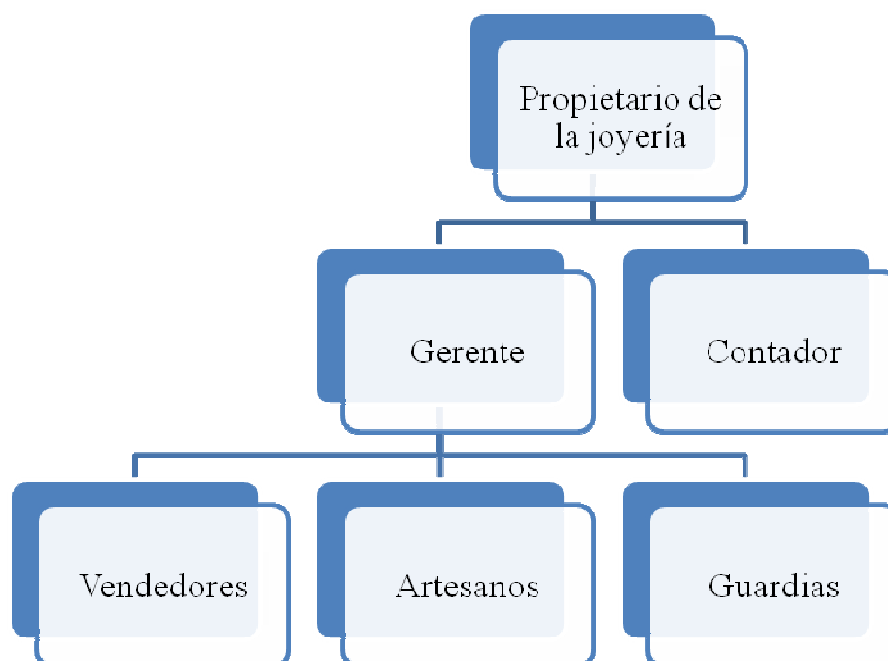 Propietario de
la joyería
Gerente
Contador
Vendedores
Artesanos
Guardias